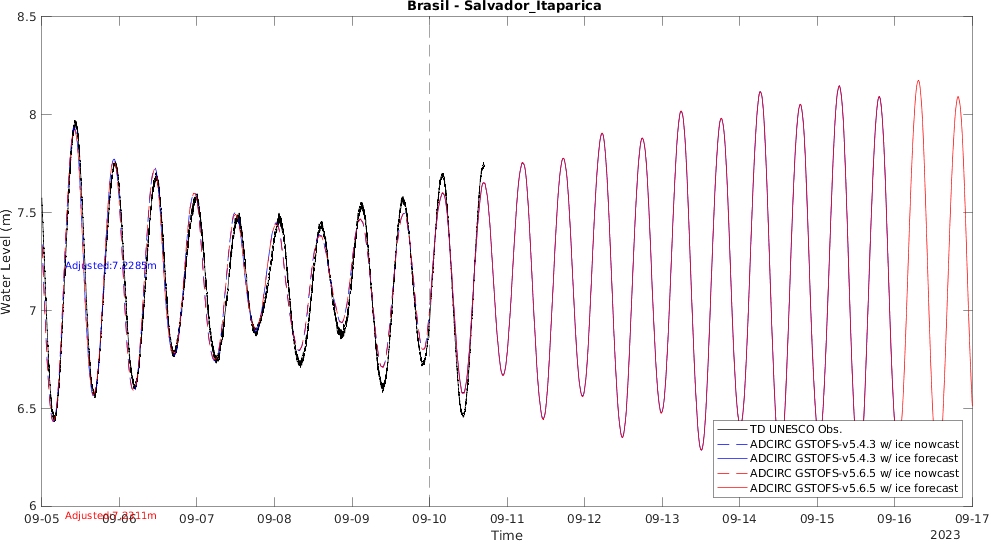 Brasil - Salvador_Itaparica
8.5
8
7.5
7
6.5
6
Water Level (m)
Adjusted:7.2285m
Adjusted:7.2211m
TD UNESCO Obs.
ADCIRC GSTOFS-v5.4.3 w/ ice nowcast
ADCIRC GSTOFS-v5.4.3 w/ ice forecast
ADCIRC GSTOFS-v5.6.5 w/ ice nowcast
ADCIRC GSTOFS-v5.6.5 w/ ice forecast
09-05 09-06 09-07 09-08 09-09 09-10 09-11 09-12 09-13 09-14 09-15 09-16 09-17
Time
2023